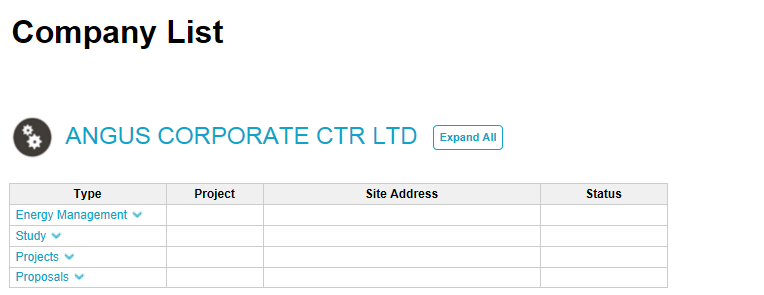 Company List
ANGUS CORPORATE CTR LTD Expand All
Type Project Site Address Status
Energy Management
Study
Projects
Proposals